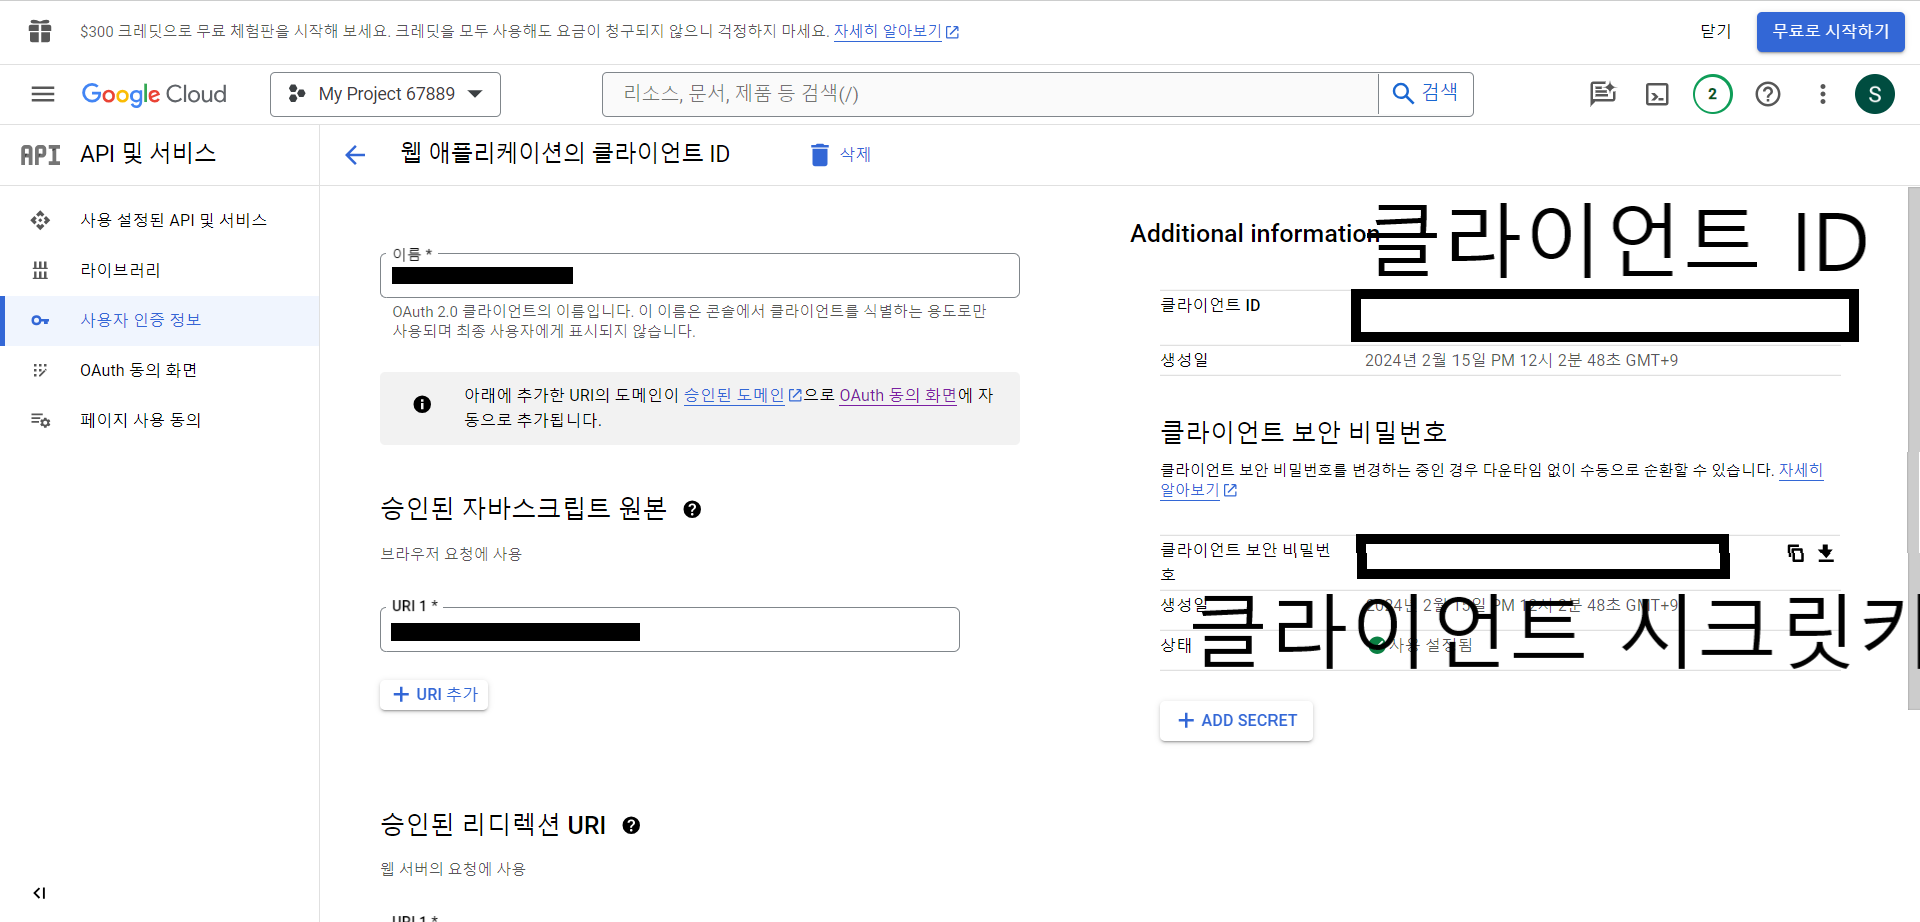 $300 크레딧으로 무료 체험판을 시작해 보세요. 크레딧을 모두 사용해도 요금이 청구되지 않으니 걱정하지 마세요. 자세히 알아보기
닫기
무료로 시작하기
Google Cloud
My Project 67889
리소스, 문서, 제품 등 검색(/)
검색
2
S
API
API 및 서비스
웹 애플리케이션의 클라이언트 ID
삭제
사용 설정된 API 및 서비스
라이브러리
사용자 인증 정보
OAuth 동의 화면
페이지 사용 동의
이름 *
OAuth 2.0 클라이언트의 이름입니다. 이 이름은 콘솔에서 클라이언트를 식별하는 용도로만
사용되며 최종 사용자에게 표시되지 않습니다.
아래에 추가한 URI의 도메인이 승인된 도메인으로 OAuth 동의 화면에 자
동으로 추가됩니다.
승인된 자바스크립트 원본
브라우저 요청에 사용
URI 1 *
URI 추가
승인된 리디렉션 URI
웹 서버의 요청에 사용
URI 1 *
Additional information
클라이언트 ID
클라이언트 ID
생성일
2024년 2월 15일 PM 12시 2분 48초 GMT+9
클라이언트 보안 비밀번호
클라이언트 보안 비밀번호를 변경하는 중인 경우 다운타임 없이 수동으로 순환할 수 있습니다. 자세히
알아보기
클라이언트 보안 비밀번
호
생성일
2024년 2월 15일 PM 12시 2분 48초 GMT+9
클라이언트 시크릿키
상태
사용 설정됨
ADD SECRET